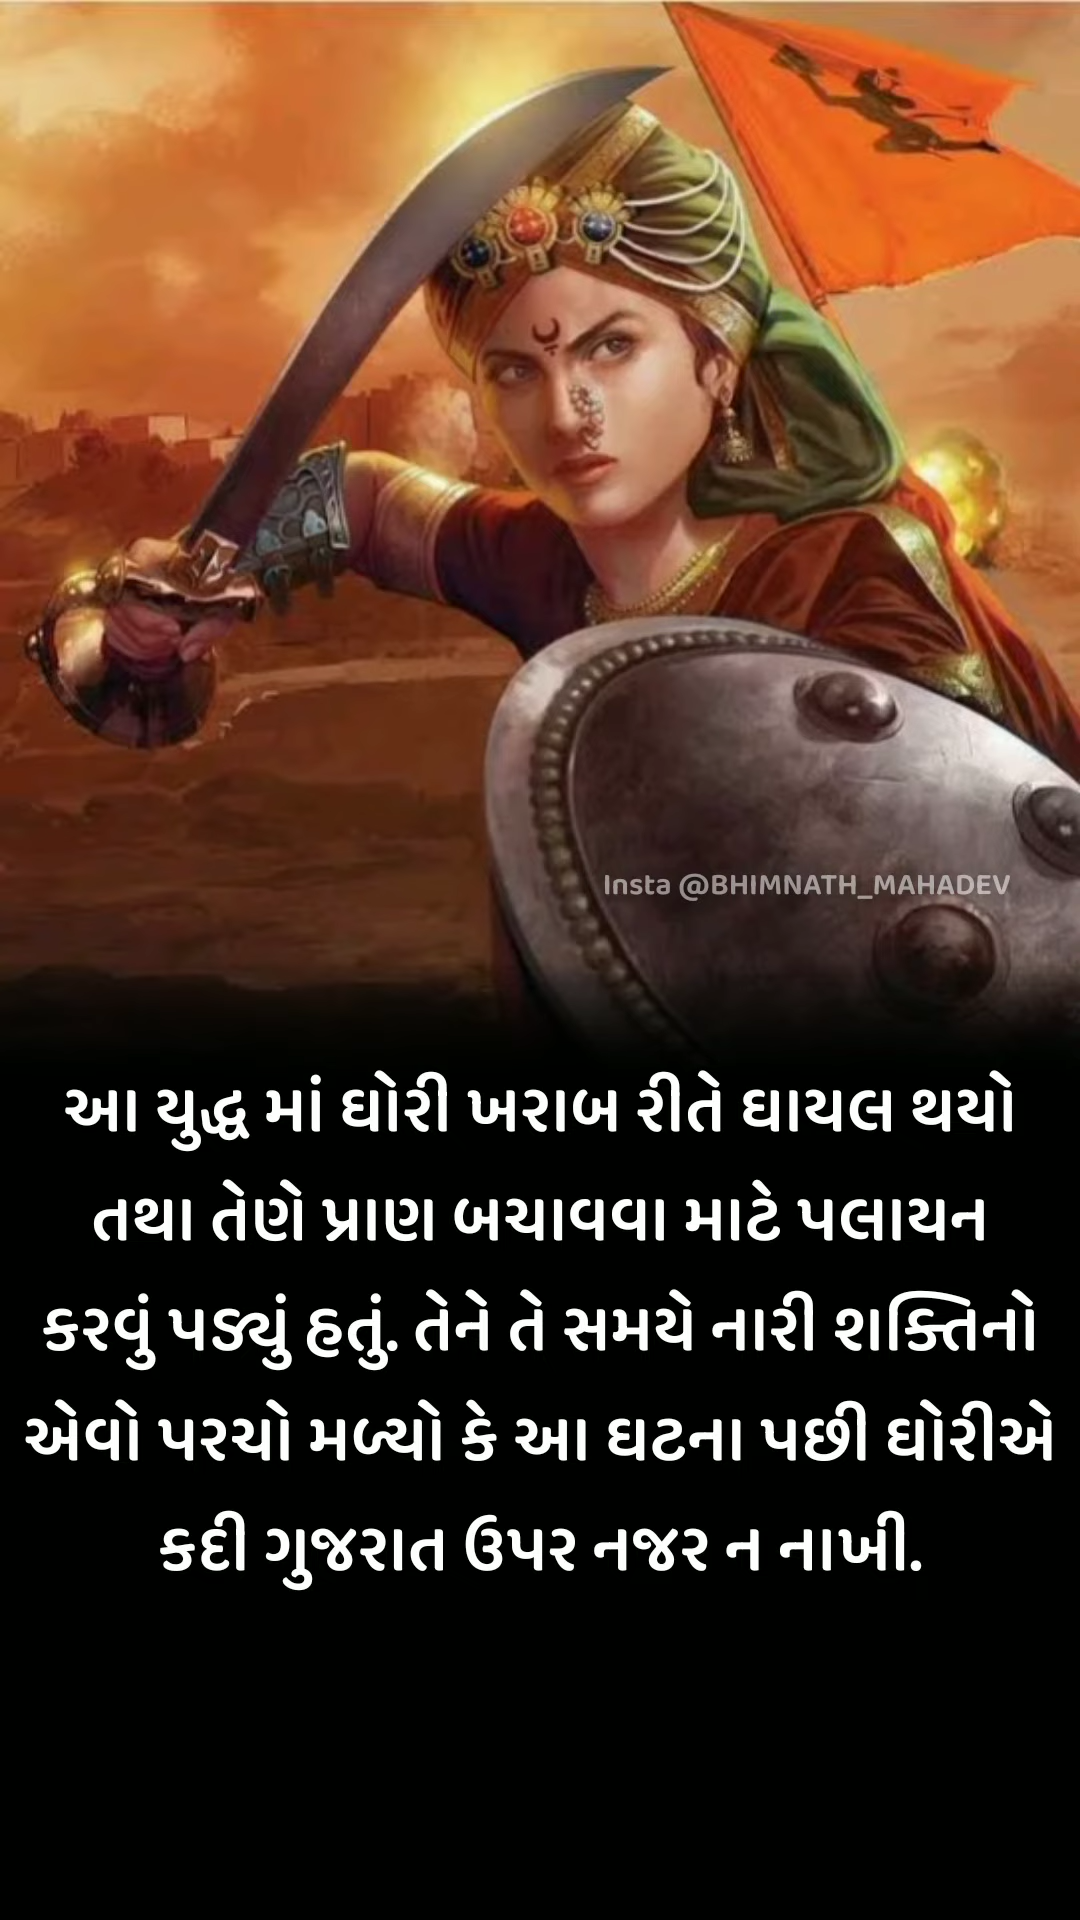 Insta @BHIMNATH_MAHADEV
આ યુદ્ધ માં ઘોરી ખરાબ રીતે ઘાયલ થયો
તથા તેણે પ્રાણ બચાવવા માટે પલાયન
કરવું પડ્યું હતું. તેને તે સમયે નારી શક્તિનો
એવો પરચો મળ્યો કે આ ઘટના પછી ઘોરીએ
કદી ગુજરાત ઉપર નજર ન નાખી.